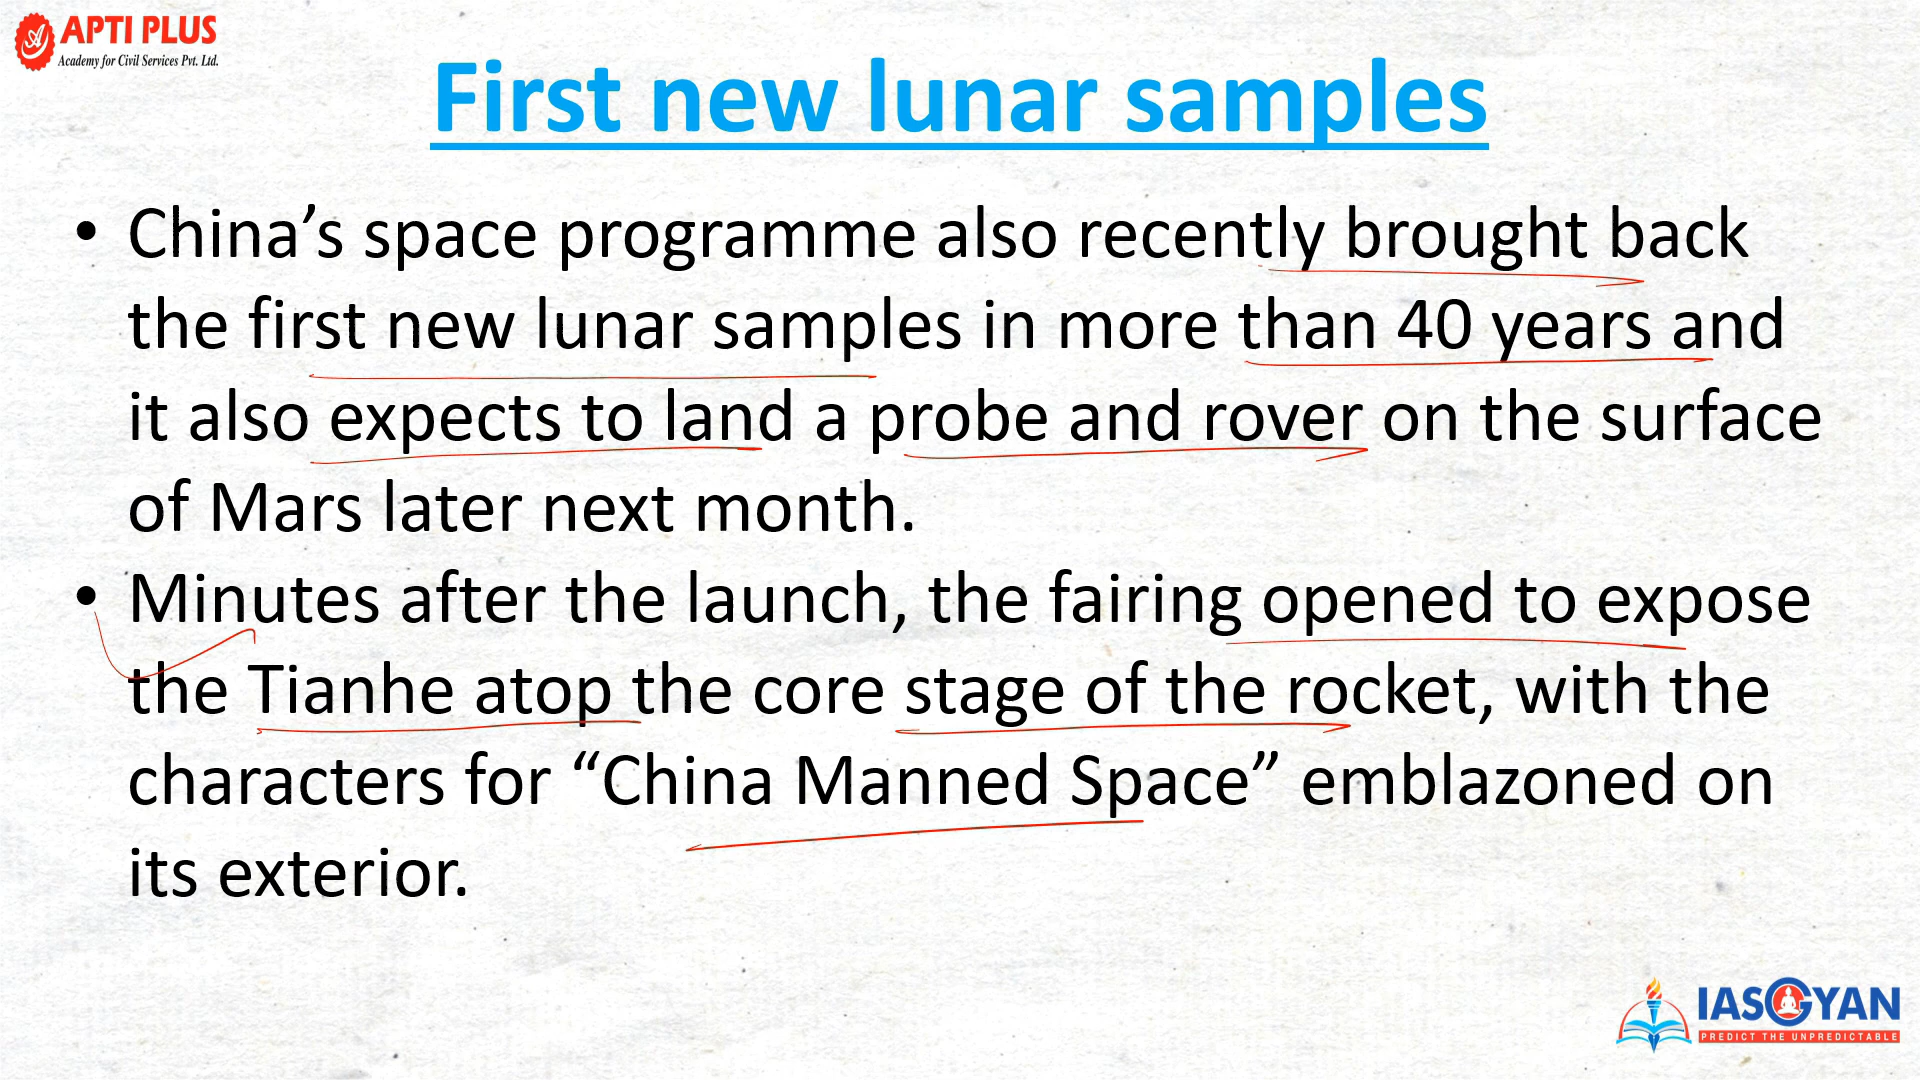 APTI PLUS
Academy for Civil Services Pvt. Ltd.
First new lunar samples
• China’s space programme also recently brought back
the first new lunar samples in more than 40 years and
it also expects to land a probe and rover on the surface
of Mars later next month.
• Minutes after the launch, the fairing opened to expose
the Tianhe atop the core stage of the rocket, with the
characters for “China Manned Space” emblazoned on
its exterior.
IASGYAN
PREDICT THE UNPREDICTABLE